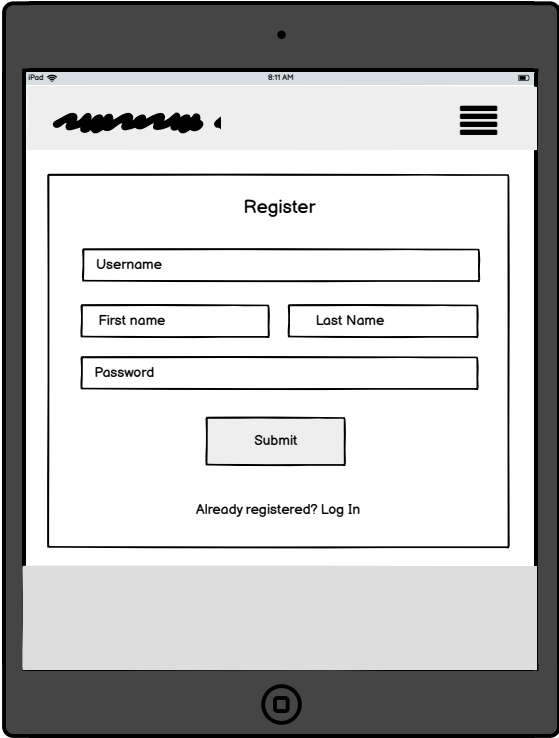 iPad 8:11 AM
Register
Username
First name Last Name
Password
Submit
Already registered? Log In